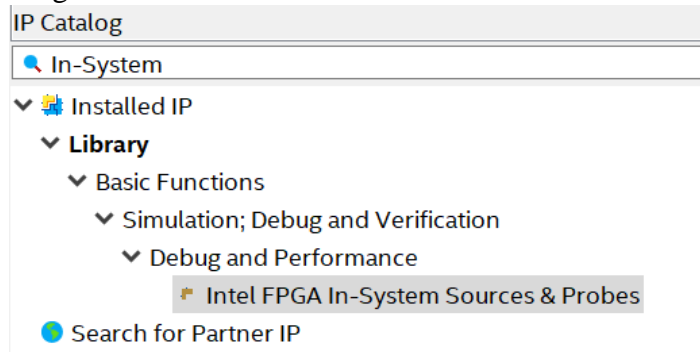 IP Catalog
In-System
Installed IP
Library
Basic Functions
Simulation; Debug and Verification
Debug and Performance
Intel FPGA In-System Sources & Probes
Search for Partner IP